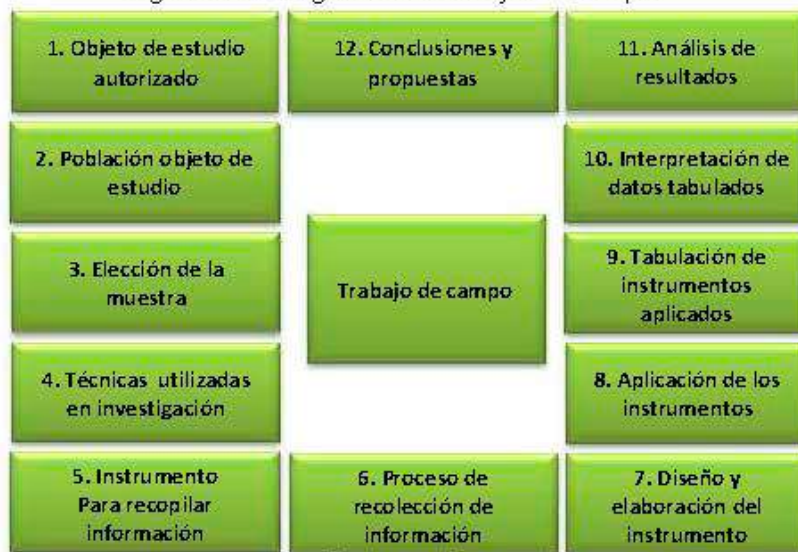 1. Objeto de estudio
autorizado
12. Conclusiones y
propuestas
11. Análisis de
resultados
2. Población objeto de
estudio
10. Interpretación de
datos tabulados
3. Elección de la
muestra
Trabajo de campo
9. Tabulación de
instrumentos
aplicados
4. Técnicas utilizadas
en investigación
8. Aplicación de los
instrumentos
5. Instrumento
Para recopilar
información
6. Proceso de
recolección de
información
7. Diseño y
elaboración del
instrumento